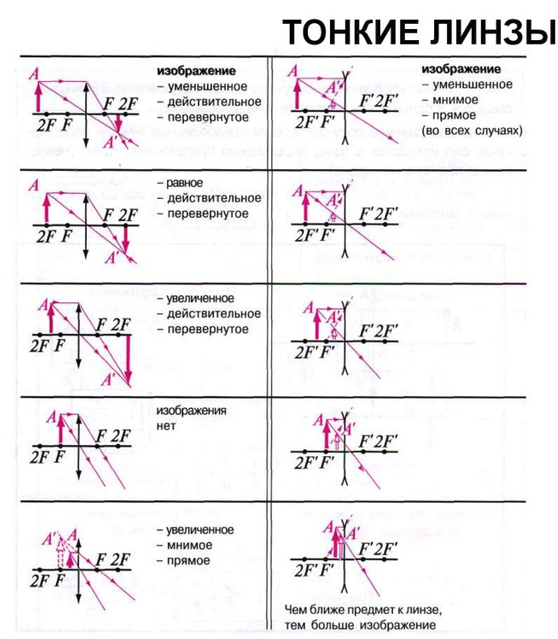 ТОНКИЕ ЛИНЗЫ
изображение
– уменьшенное
– действительное
– перевернутое
A
2F F
F 2F
A'
изображение
– уменьшенное
– мнимое
– прямое
(во всех случаях)
A
A'
2F' F'
F' 2F'
– равное
– действительное
– перевернутое
A
2F F
F 2F
A'
A
A'
2F' F'
F' 2F'
– увеличенное
– действительное
– перевернутое
A
2F F
F 2F
A'
A
A'
2F' F'
F' 2F'
изображения
нет
A
2F F
F 2F
A
A'
2F' F'
F' 2F'
– увеличенное
– мнимое
– прямое
A'
A
2F F
F 2F
A
A'
2F' F'
F' 2F'
Чем ближе предмет к линзе,
тем больше изображение